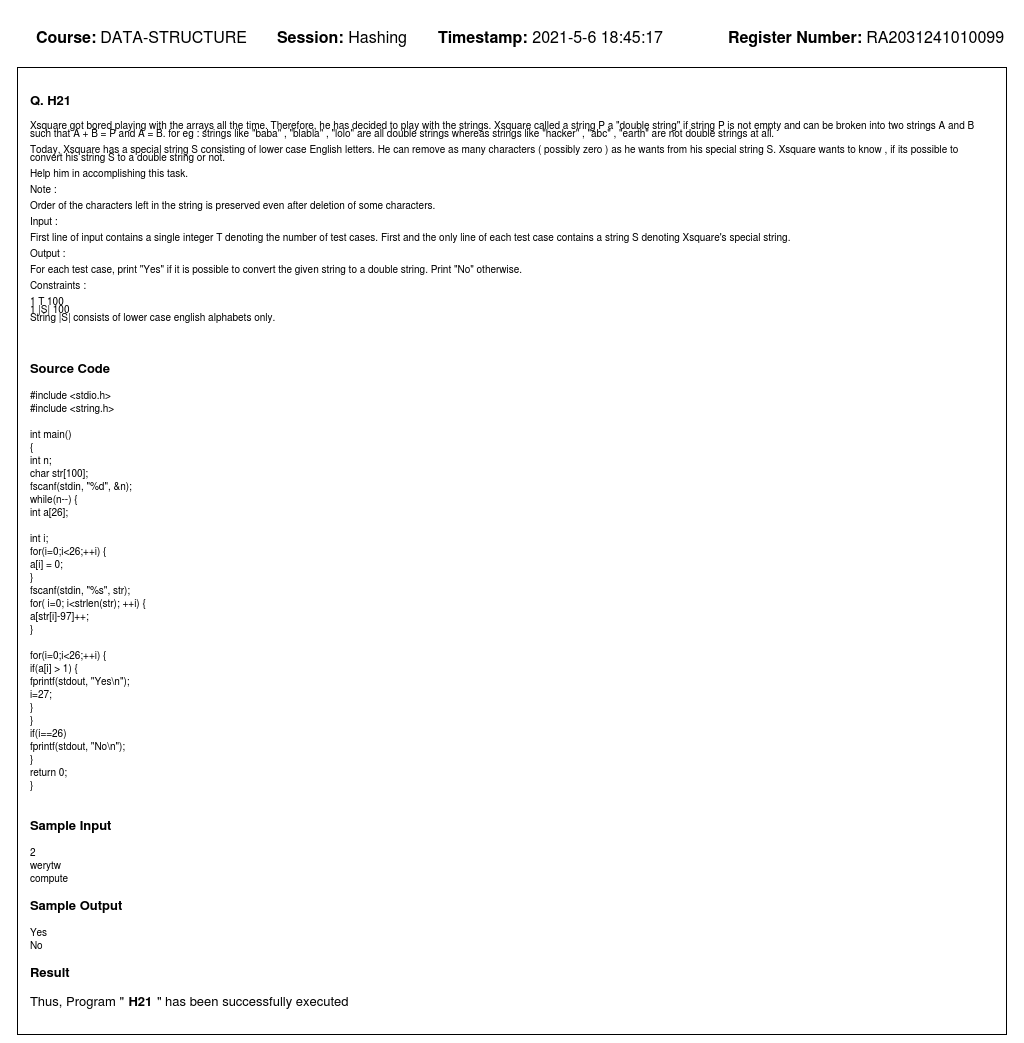 Course: DATA-STRUCTURE Session: Hashing Timestamp: 2021-5-6 18:45:17 Register Number: RA2031241010099
Q. H21
Xsquare got bored playing with the arrays all the time. Therefore, he has decided to play with the strings. Xsquare called a string P a "double string" if string P is not empty and can be broken into two strings A and B
such that A + B = P and A = B. for eg : strings like "baba" , "blabla" , "lolo" are all double strings whereas strings like "hacker" , "abc" , "earth" are not double strings at all.
Today, Xsquare has a special string S consisting of lower case English letters. He can remove as many characters ( possibly zero ) as he wants from his special string S. Xsquare wants to know , if its possible to
convert his string S to a double string or not.
Help him in accomplishing this task.
Note :
Order of the characters left in the string is preserved even after deletion of some characters.
Input :
First line of input contains a single integer T denoting the number of test cases. First and the only line of each test case contains a string S denoting Xsquare's special string.
Output :
For each test case, print "Yes" if it is possible to convert the given string to a double string. Print "No" otherwise.
Constraints :
1 T 100
1 |S| 100
String |S| consists of lower case english alphabets only.
Source Code
#include <stdio.h>
#include <string.h>
int main()
{
int n;
char str[100];
fscanf(stdin, "%d", &n);
while(n--) {
int a[26];
int i;
for(i=0;i<26;++i) {
a[i] = 0;
}
fscanf(stdin, "%s", str);
for( i=0; i<strlen(str); ++i) {
a[str[i]-97]++;
}
for(i=0;i<26;++i) {
if(a[i] > 1) {
fprintf(stdout, "Yes\n");
i=27;
}
}
if(i==26)
fprintf(stdout, "No\n");
}
return 0;
}
Sample Input
2
werytw
compute
Sample Output
Yes
No
Result
Thus, Program " H21 " has been successfully executed